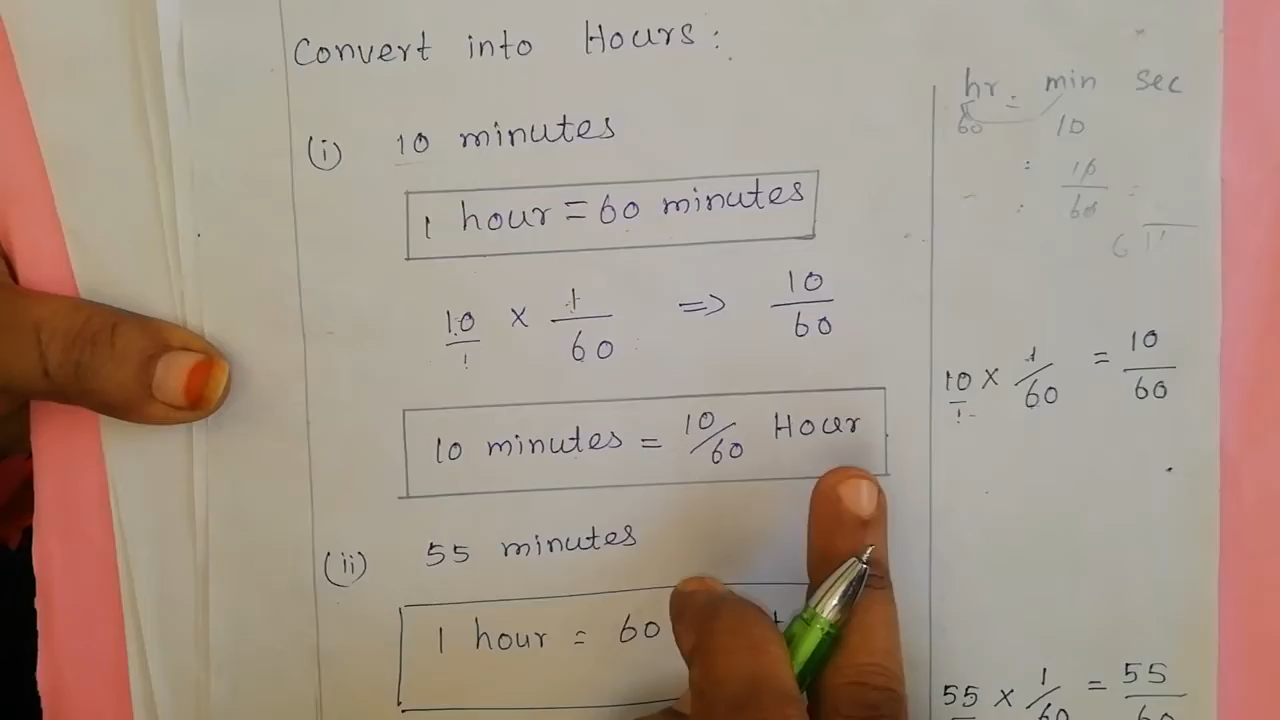 Convert into Hours:
(i) 10 minutes
1 hour = 60 minutes
10/1 × 1/60 => 10/60
10 minutes = 10/60 Hour
(ii) 55 minutes
1 hour = 60
hr = min sec
60 10
: 10/60 =
10/1 × 1/60 = 10/60
55 × 1/60 = 55/60